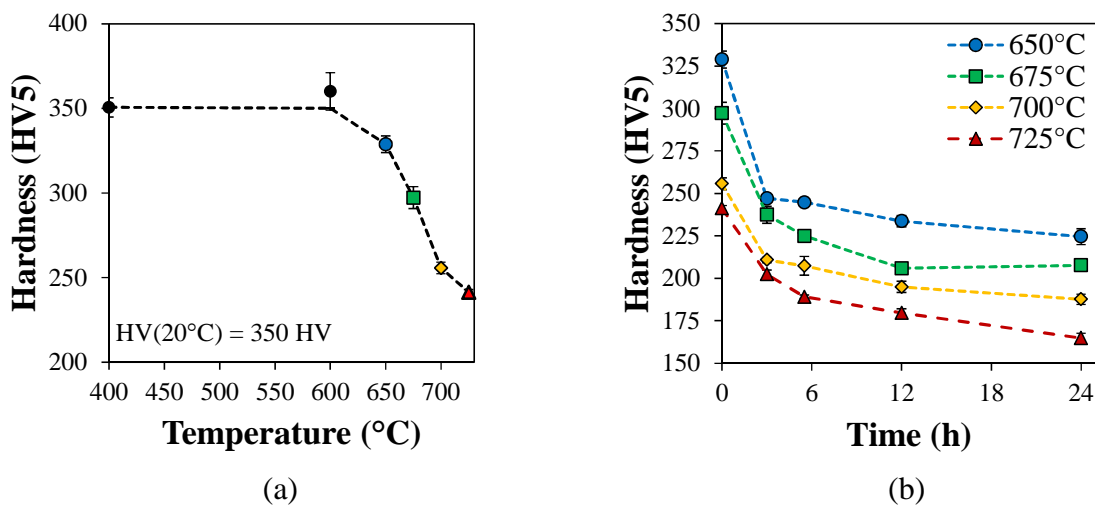 400
350
300
250
200
Hardness (HV5)
HV(20°C) = 350 HV
400 450 500 550 600 650 700
Temperature (°C)
(a)
350
325
300
275
250
225
200
175
150
Hardness (HV5)
650°C
675°C
700°C
725°C
0 6 12 18 24
Time (h)
(b)